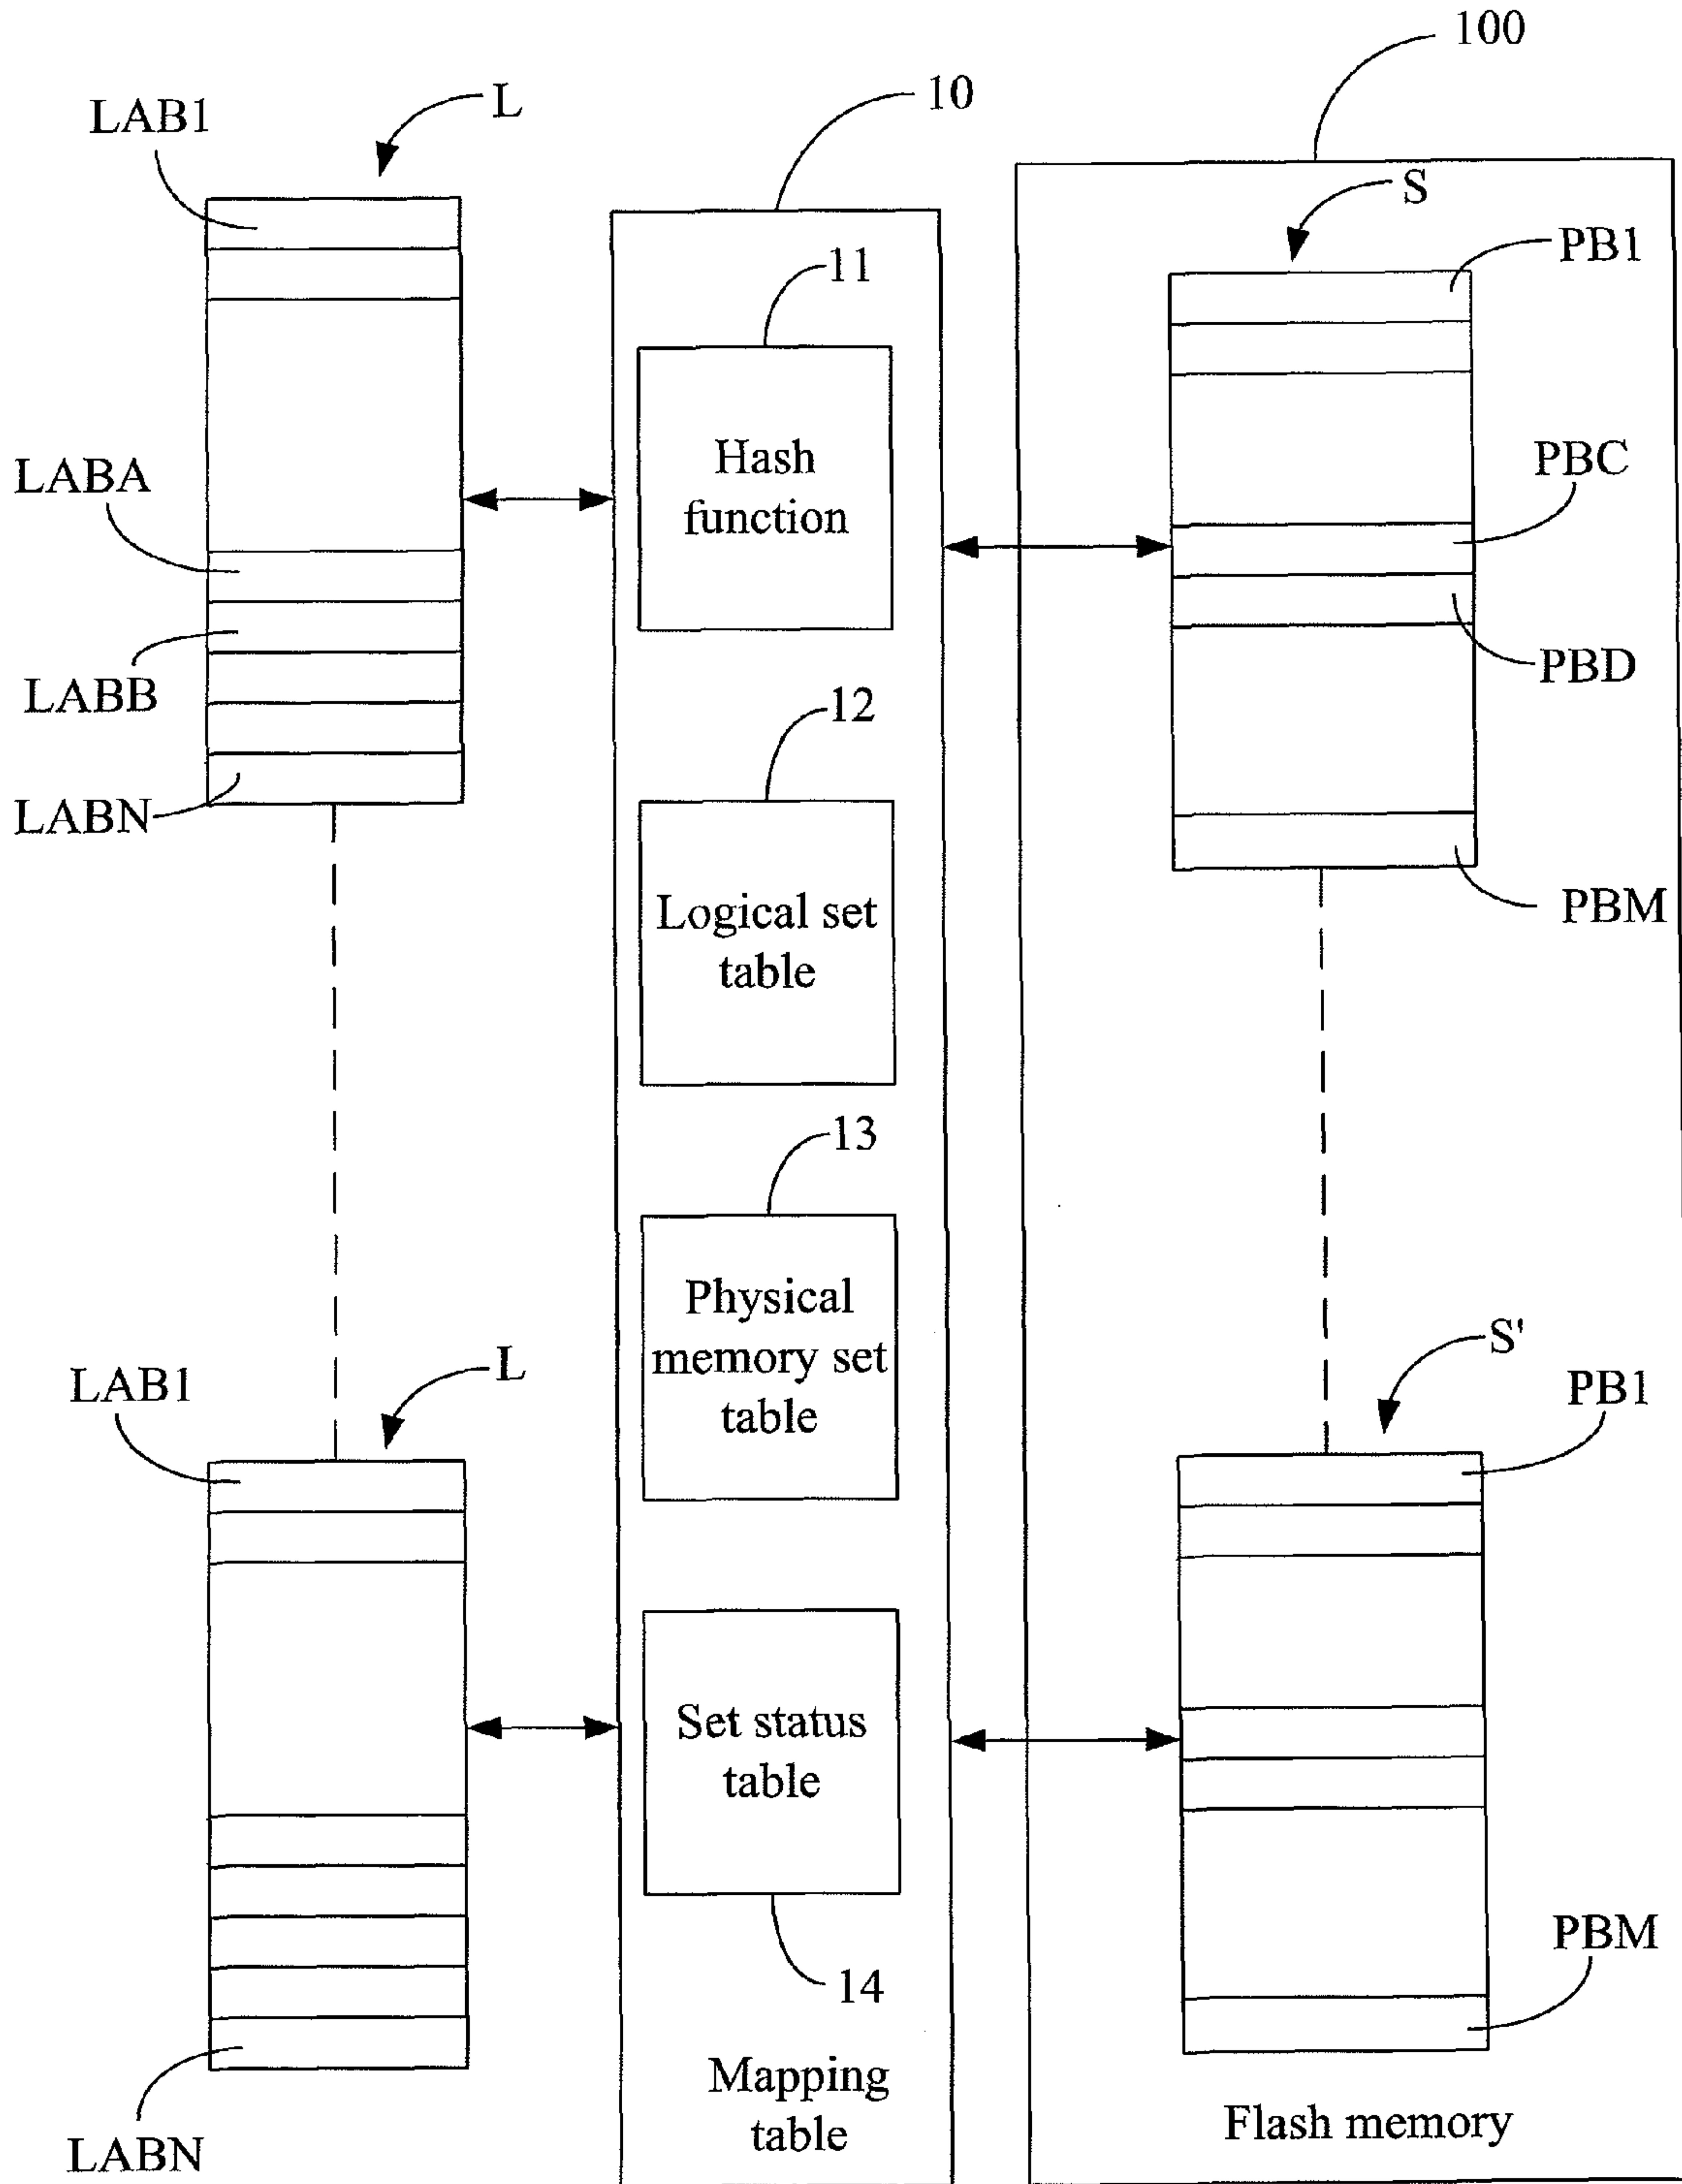 100
LAB1
L
10
S
PB1
11
Hash
function
LABA
PBC
LABB
PBD
12
LABN
Logical set
table
PBM
13
Physical
memory set
table
LAB1
L
S'
PB1
Set status
table
14
PBM
Mapping
table
LABN
Flash memory